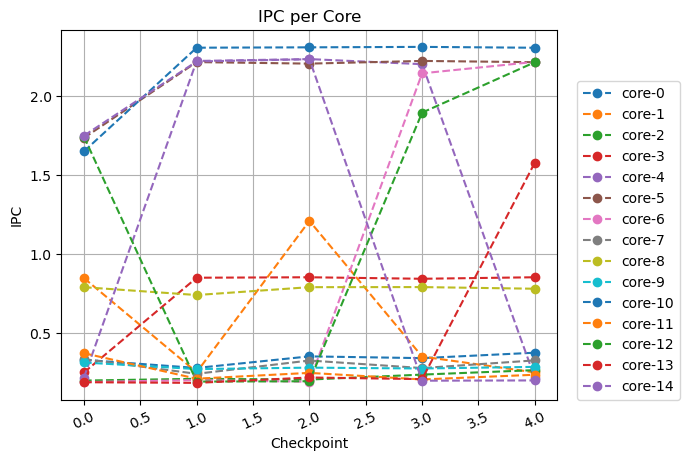 IPC per Core
IPC
2.0
1.5
1.0
0.5
0.0 0.5 1.0 1.5 2.0 2.5 3.0 3.5 4.0
Checkpoint
core-0
core-1
core-2
core-3
core-4
core-5
core-6
core-7
core-8
core-9
core-10
core-11
core-12
core-13
core-14